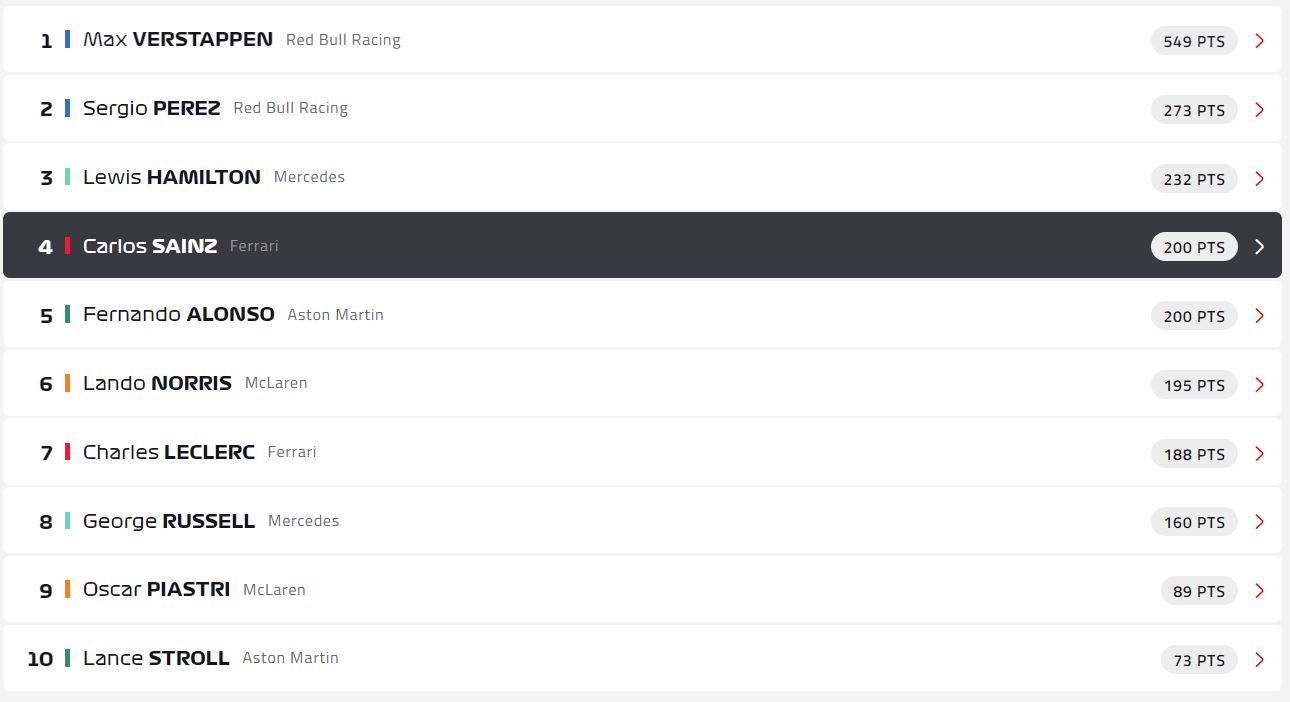 1 Max VERSTAPPEN Red Bull Racing 549 PTS
2 Sergio PEREZ Red Bull Racing 273 PTS
3 Lewis HAMILTON Mercedes 232 PTS
4 Carlos SAINZ Ferrari 200 PTS
5 Fernando ALONSO Aston Martin 200 PTS
6 Lando NORRIS McLaren 195 PTS
7 Charles LECLERC Ferrari 188 PTS
8 George RUSSELL Mercedes 160 PTS
9 Oscar PIASTRI McLaren 89 PTS
10 Lance STROLL Aston Martin 73 PTS